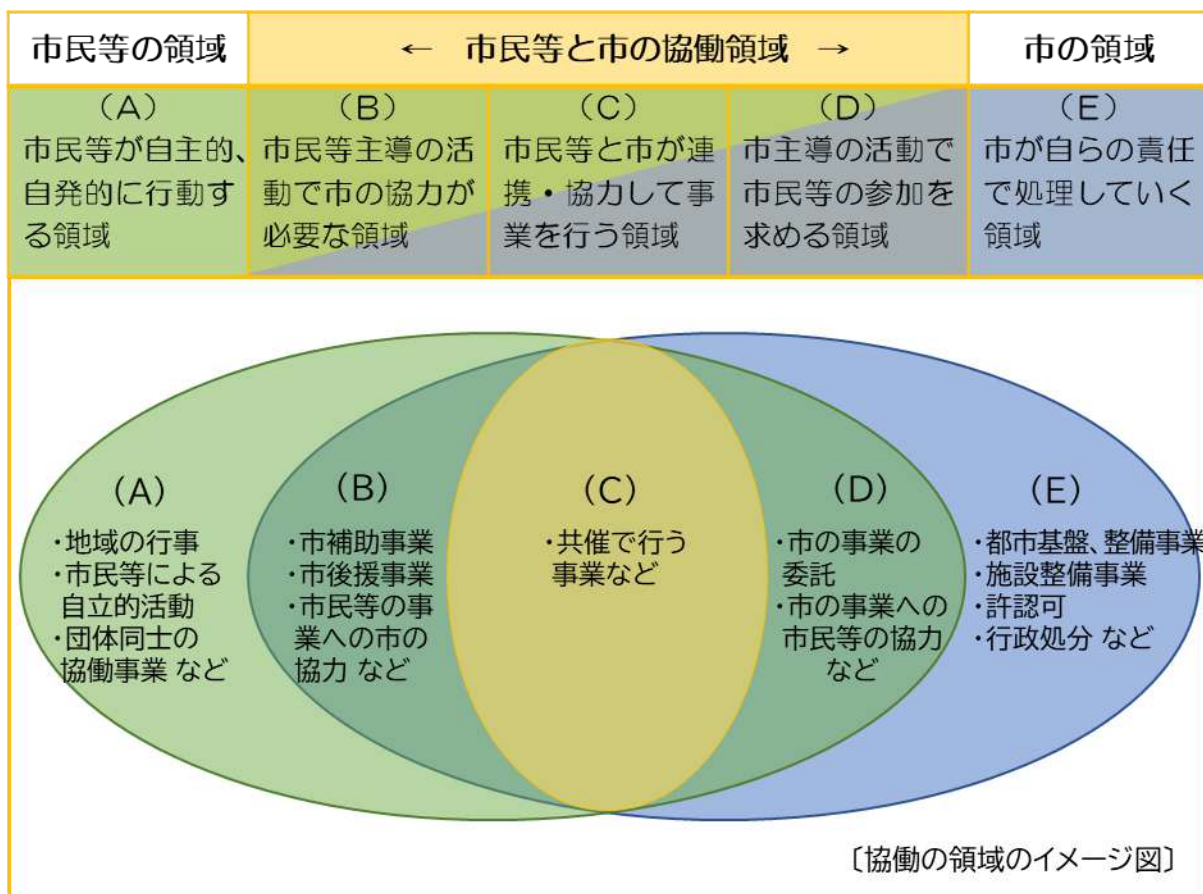 市民等の領域
← 市民等と市の協働領域 →
市の領域
(A)
市民等が自主的、
自発的に行動す
る領域
(B)
市民等主導の活
動で市の協力が
必要な領域
(C)
市民等と市が連
携・協力して事
業を行う領域
(D)
市主導の活動で
市民等の参加を
求める領域
(E)
市が自らの責任
で処理していく
領域
(A)
・地域の行事
・市民等による
自立的活動
・団体同士の
協働事業 など
(B)
・市補助事業
・市後援事業
・市民等の事
業への市の
協力 など
(C)
・共催で行う
事業など
(D)
・市の事業の
委託
・市の事業への
市民等の協力
など
(E)
・都市基盤、整備事業
・施設整備事業
・許認可
・行政処分 など
〔協働の領域のイメージ図〕